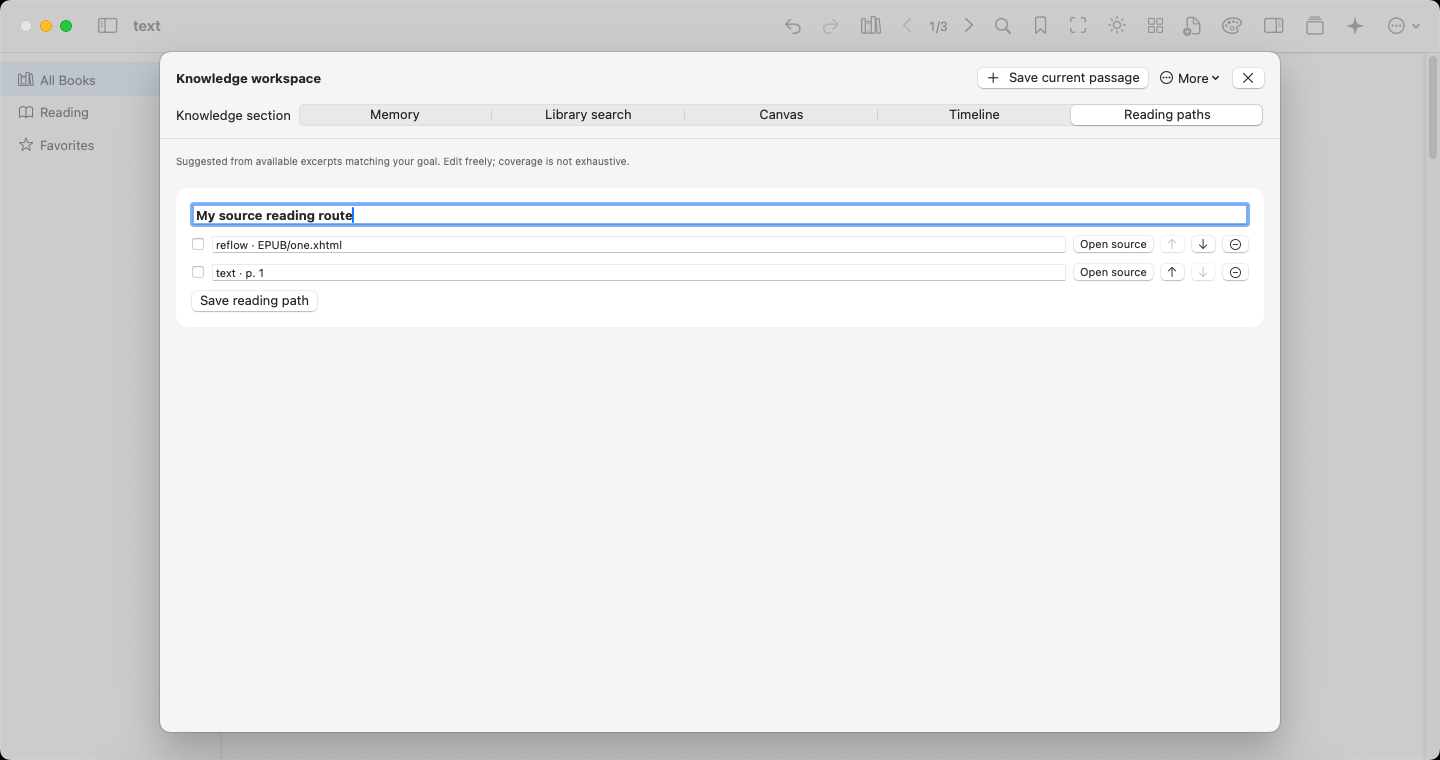 text
1/3
All Books
Reading
Favorites
Knowledge workspace
Save current passage
More
Knowledge section
Memory
Library search
Canvas
Timeline
Reading paths
Suggested from available excerpts matching your goal. Edit freely; coverage is not exhaustive.
My source reading route
reflow · EPUB/one.xhtml
Open source
text · p. 1
Open source
Save reading path